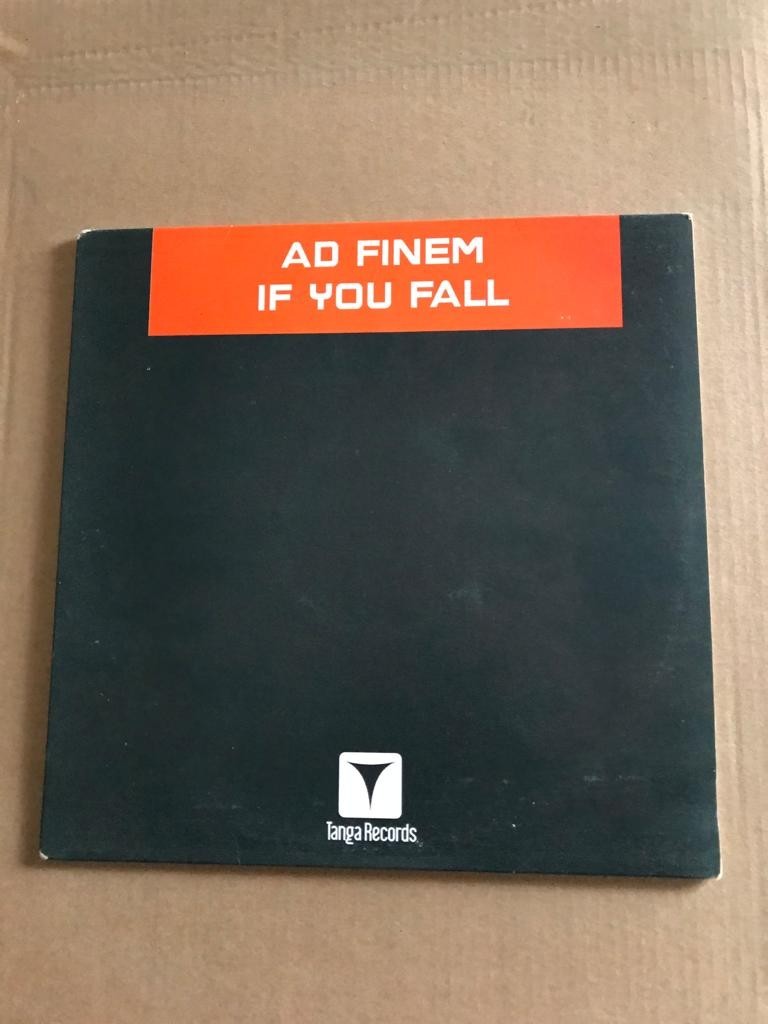 AD FINEM
IF YOU FALL
Tanga Records